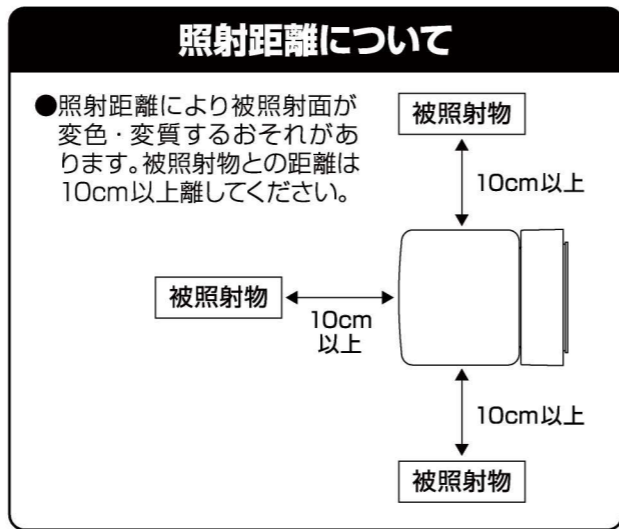 照射距離について
●照射距離により被照射面が
変色・変質するおそれがあ
ります。被照射物との距離は
10cm以上離してください。
被照射物
10cm以上
被照射物
10cm
以上
10cm以上
被照射物